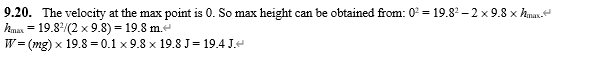 9.20. The velocity at the max point is 0. So max height can be obtained from: 0² = 19.8² – 2 × 9.8 × hmax.↵
hmax = 19.8²/(2 × 9.8) = 19.8 m.↵
W = (mg) × 19.8 = 0.1 × 9.8 × 19.8 J = 19.4 J.↵